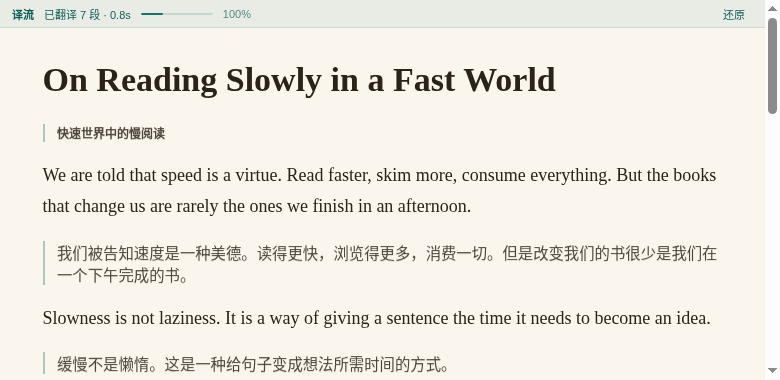 译流 已翻译 7 段 · 0.8s 100% 还原
On Reading Slowly in a Fast World
快速世界中的慢阅读
We are told that speed is a virtue. Read faster, skim more, consume everything. But the books
that change us are rarely the ones we finish in an afternoon.
我们被告知速度是一种美德。读得更快，浏览得更多，消费一切。但是改变我们的书很少是我们在
一个下午完成的书。
Slowness is not laziness. It is a way of giving a sentence the time it needs to become an idea.
缓慢不是懒惰。这是一种给句子变成想法所需时间的方式。